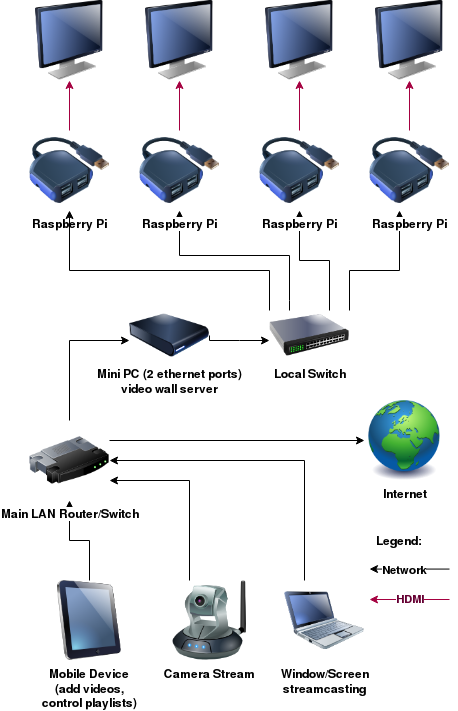 Raspberry Pi
Raspberry Pi
Raspberry Pi
Raspberry Pi
Mini PC (2 ethernet ports)
video wall server
Local Switch
Internet
Main LAN Router/Switch
Legend:
Network
HDMI
Mobile Device
(add videos,
control playlists)
Camera Stream
Window/Screen
streamcasting